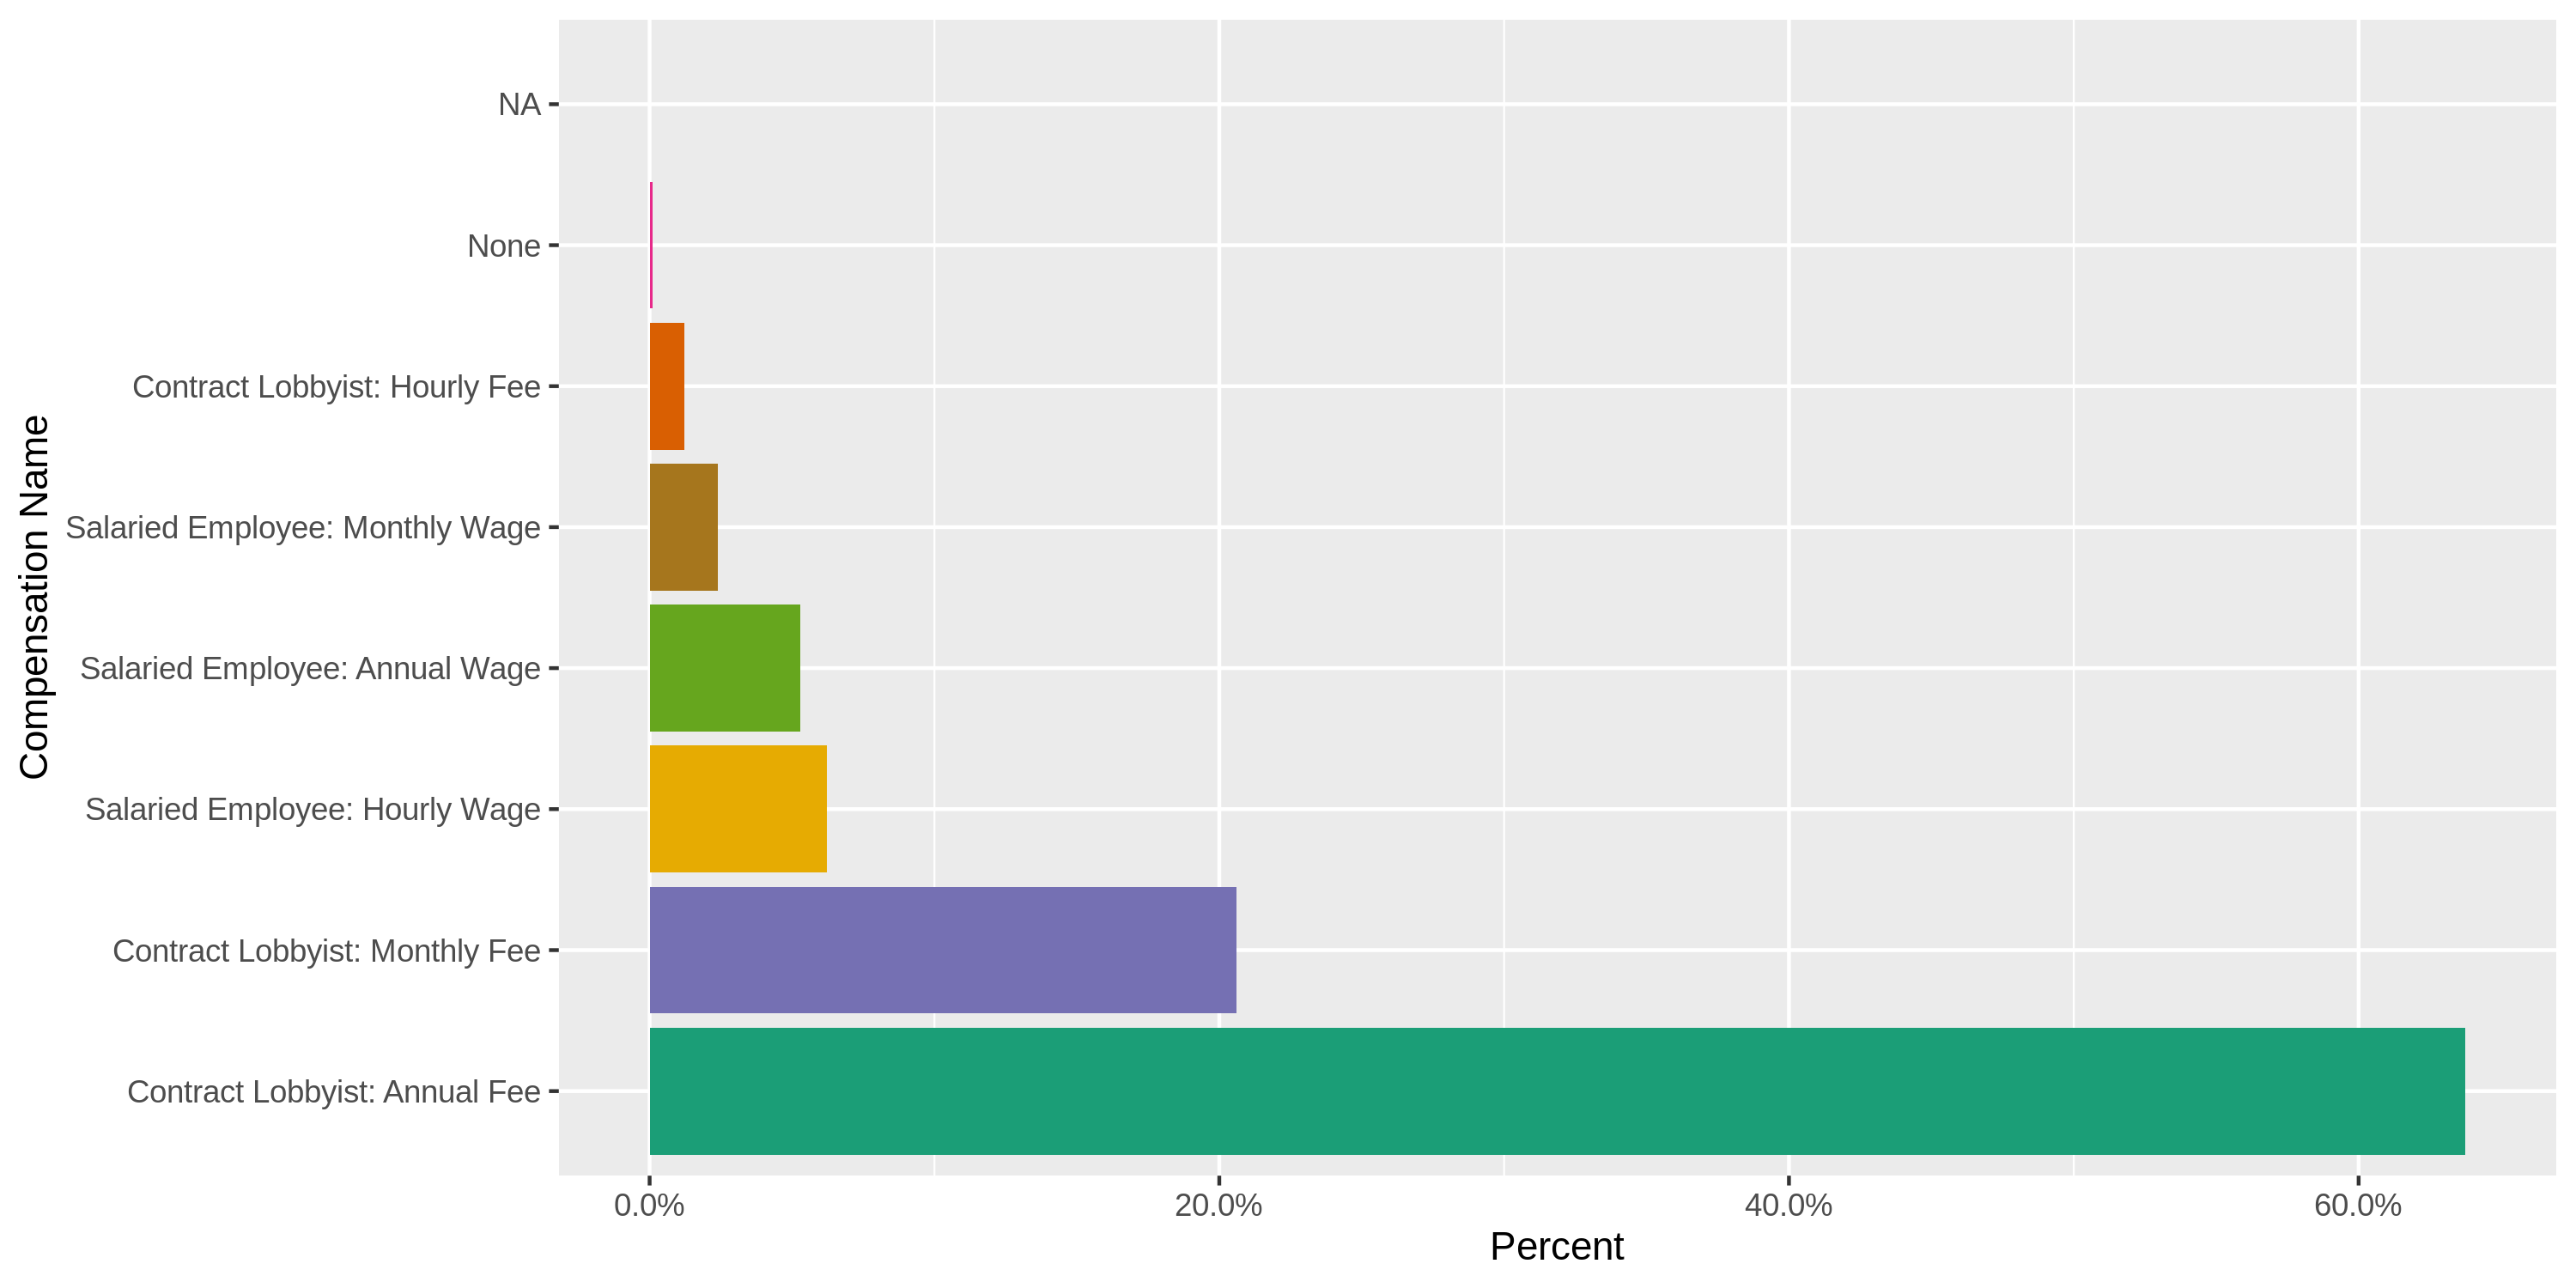 NA
None
Contract Lobbyist: Hourly Fee
Salaried Employee: Monthly Wage
Salaried Employee: Annual Wage
Salaried Employee: Hourly Wage
Contract Lobbyist: Monthly Fee
Contract Lobbyist: Annual Fee
Compensation Name
0.0% 20.0% 40.0% 60.0%
Percent